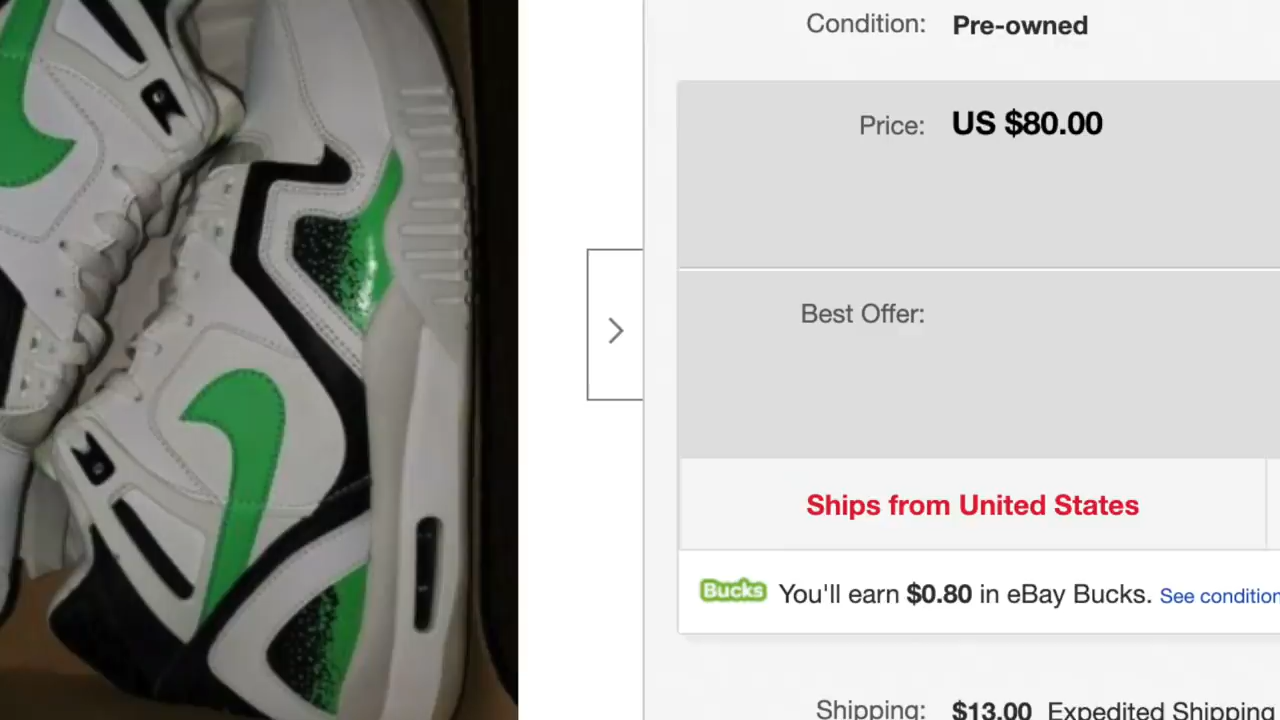 Condition: Pre-owned
Price: US $80.00
Best Offer:
Ships from United States
Bucks You'll earn $0.80 in eBay Bucks. See condition
Shipping: $13.00 Expedited Shipping